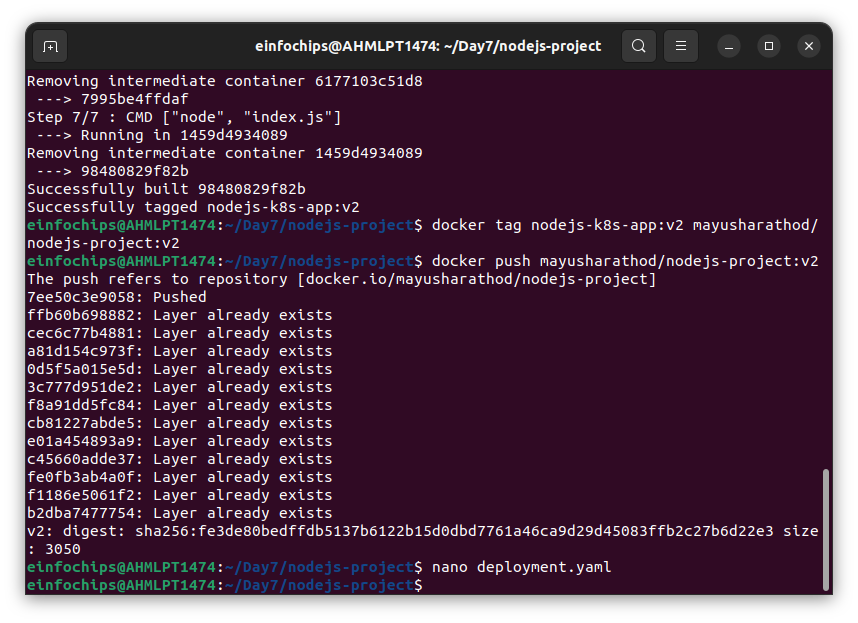 einfochips@AHMLPT1474: ~/Day7/nodejs-project
Removing intermediate container 6177103c51d8
 ---> 7995be4ffdaf
Step 7/7 : CMD ["node", "index.js"]
 ---> Running in 1459d4934089
Removing intermediate container 1459d4934089
 ---> 98480829f82b
Successfully built 98480829f82b
Successfully tagged nodejs-k8s-app:v2
einfochips@AHMLPT1474:~/Day7/nodejs-project$ docker tag nodejs-k8s-app:v2 mayusharathod/
nodejs-project:v2
einfochips@AHMLPT1474:~/Day7/nodejs-project$ docker push mayusharathod/nodejs-project:v2
The push refers to repository [docker.io/mayusharathod/nodejs-project]
7ee50c3e9058: Pushed
ffb60b698882: Layer already exists
cec6c77b4881: Layer already exists
a81d154c973f: Layer already exists
0d5f5a015e5d: Layer already exists
3c777d951de2: Layer already exists
f8a91dd5fc84: Layer already exists
cb81227abde5: Layer already exists
e01a454893a9: Layer already exists
c45660adde37: Layer already exists
fe0fb3ab4a0f: Layer already exists
f1186e5061f2: Layer already exists
b2dba7477754: Layer already exists
v2: digest: sha256:fe3de80bedffdb5137b6122b15d0dbd7761a46ca9d29d45083ffb2c27b6d22e3 size
: 3050
einfochips@AHMLPT1474:~/Day7/nodejs-project$ nano deployment.yaml
einfochips@AHMLPT1474:~/Day7/nodejs-project$